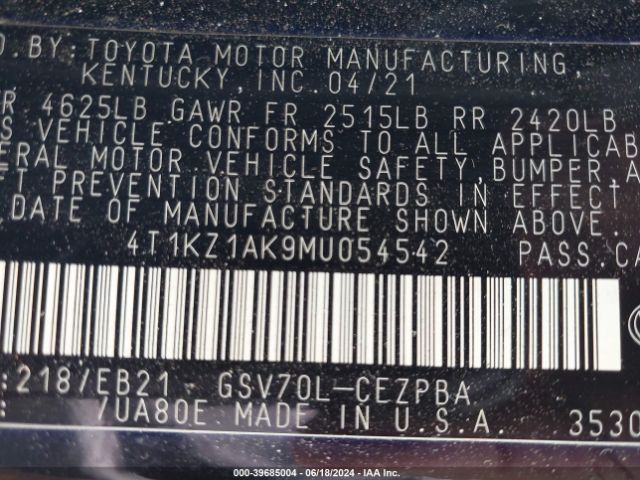 D. BY: TOYOTA MOTOR MANUFACTURING,
KENTUCKY, INC. 04/21
R 4625LB GAWR FR 2515LB RR 2420LB
S VEHICLE CONFORMS TO ALL APPLICAB
ERAL MOTOR VEHICLE SAFETY, BUMPER, A
FT PREVENTION STANDARDS IN EFFECT
DATE OF MANUFACTURE SHOWN ABOVE
4T1KZ1AK9MU054542 PASS. CA
:218/EB21 GSV70L-CEZPBA
: /UA80E MADE IN U.S.A. 3530
000-39685004 | 06/18/2024 | IAA Inc.